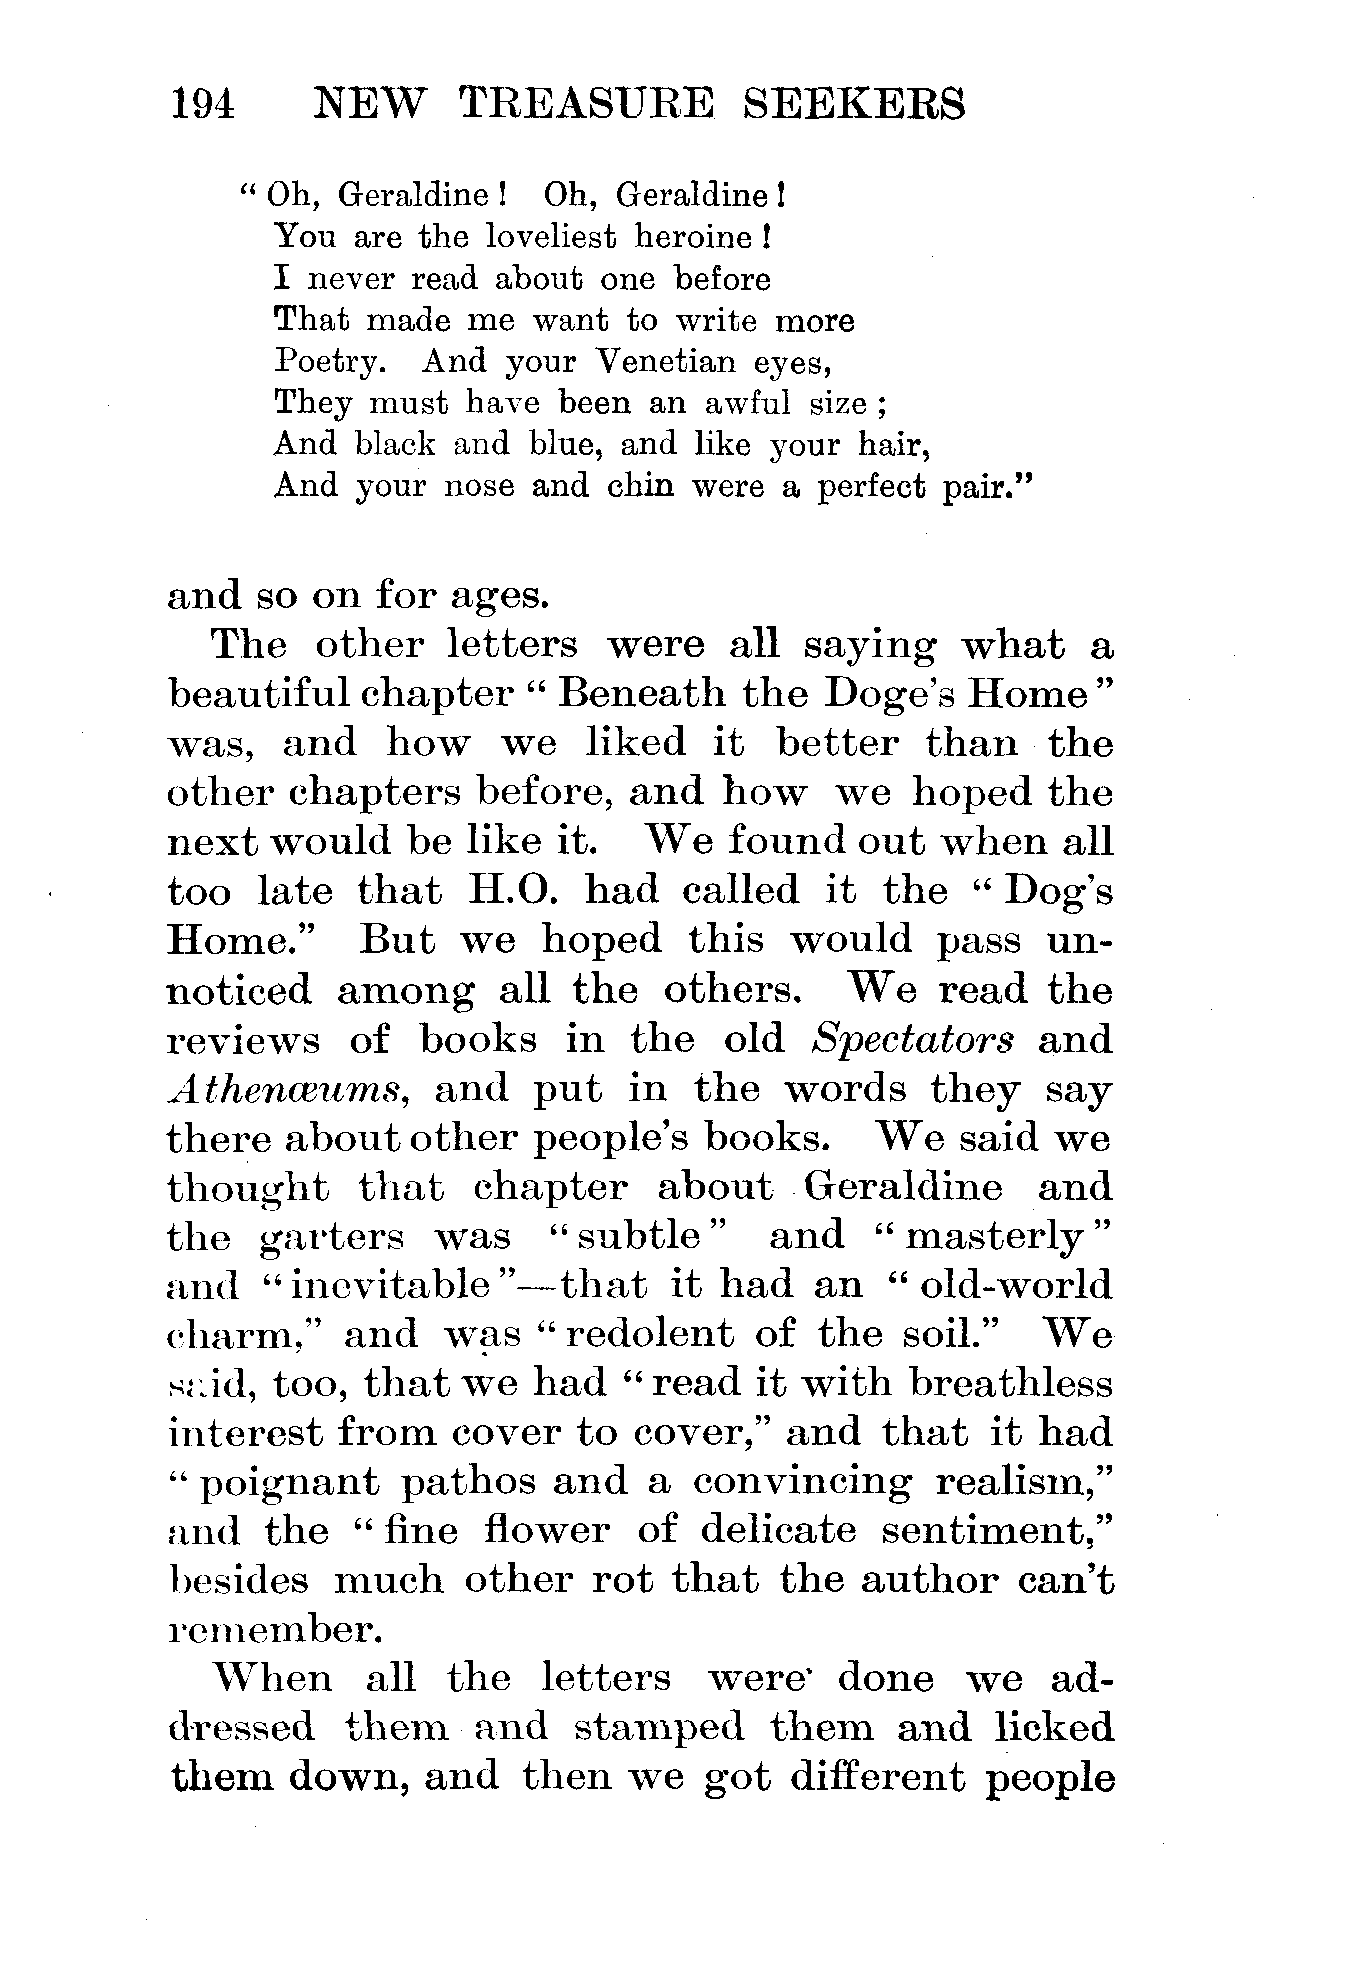 194 NEW TREASURE SEEKERS
“ Oh, Geraldine ! Oh, Geraldine !
You are the loveliest heroine !
I never read about one before
That made me want to write more
Poetry. And your Venetian eyes,
They must have been an awful size ;
And black and blue, and like your hair,
And your nose and chin were a perfect pair.”
and so on for ages.
The other letters were all saying what a
beautiful chapter “ Beneath the Doge’s Home ”
was, and how we liked it better than the
other chapters before, and how we hoped the
next would be like it. We found out when all
too late that H.O. had called it the “ Dog’s
Home.” But we hoped this would pass un-
noticed among all the others. We read the
reviews of books in the old Spectators and
Athenæums, and put in the words they say
there about other people’s books. We said we
thought that chapter about Geraldine and
the garters was “ subtle ” and “ masterly ”
and “ inevitable ”—that it had an “ old-world
charm,” and was “ redolent of the soil.” We
said, too, that we had “ read it with breathless
interest from cover to cover,” and that it had
“ poignant pathos and a convincing realism,”
and the “ fine flower of delicate sentiment,”
besides much other rot that the author can’t
remember.
When all the letters were done we ad-
dressed them and stamped them and licked
them down, and then we got different people